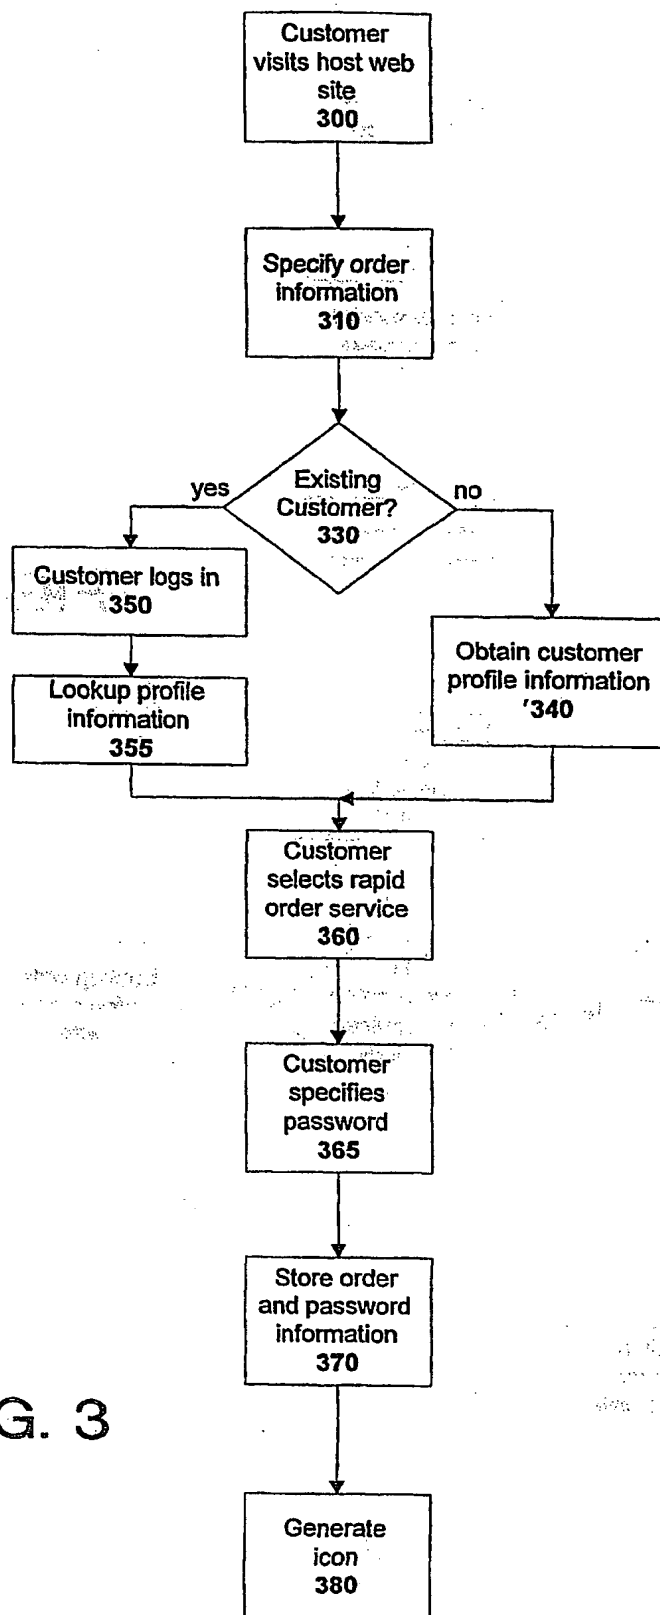 Customer
visits host web
site
300
Specify order
information
310
yes
Existing
Customer?
330
no
Customer logs in
350
Lookup profile
information
355
Obtain customer
profile information
'340
Customer
selects rapid
order service
360
Customer
specifies
password
365
Store order
and password
information
370
G. 3
Generate
icon
380